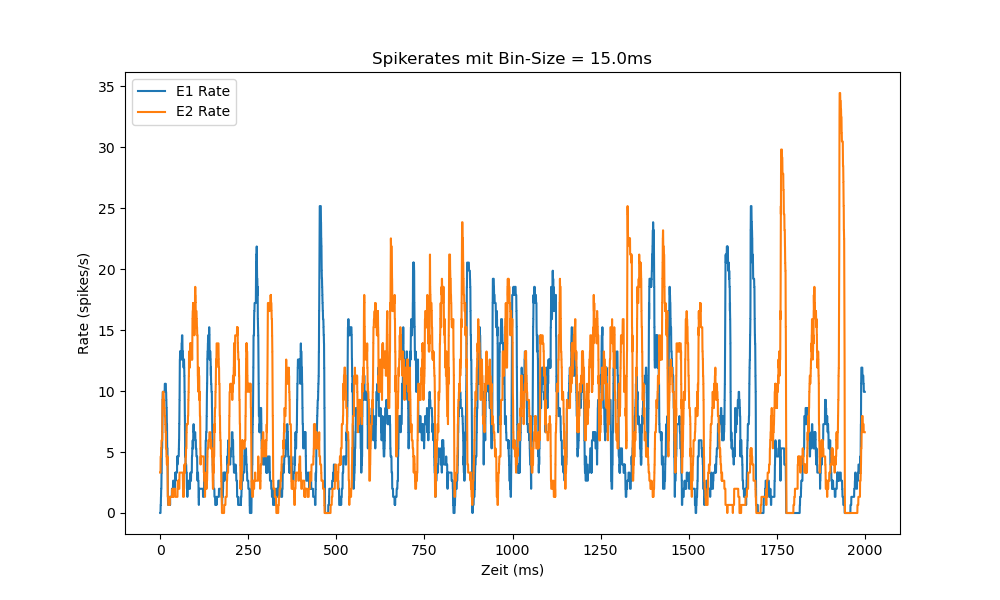 Spikerates mit Bin-Size = 15.0ms
E1 Rate
E2 Rate
35
30
25
20
15
10
5
0
Rate (spikes/s)
0 250 500 750 1000 1250 1500 1750 2000
Zeit (ms)